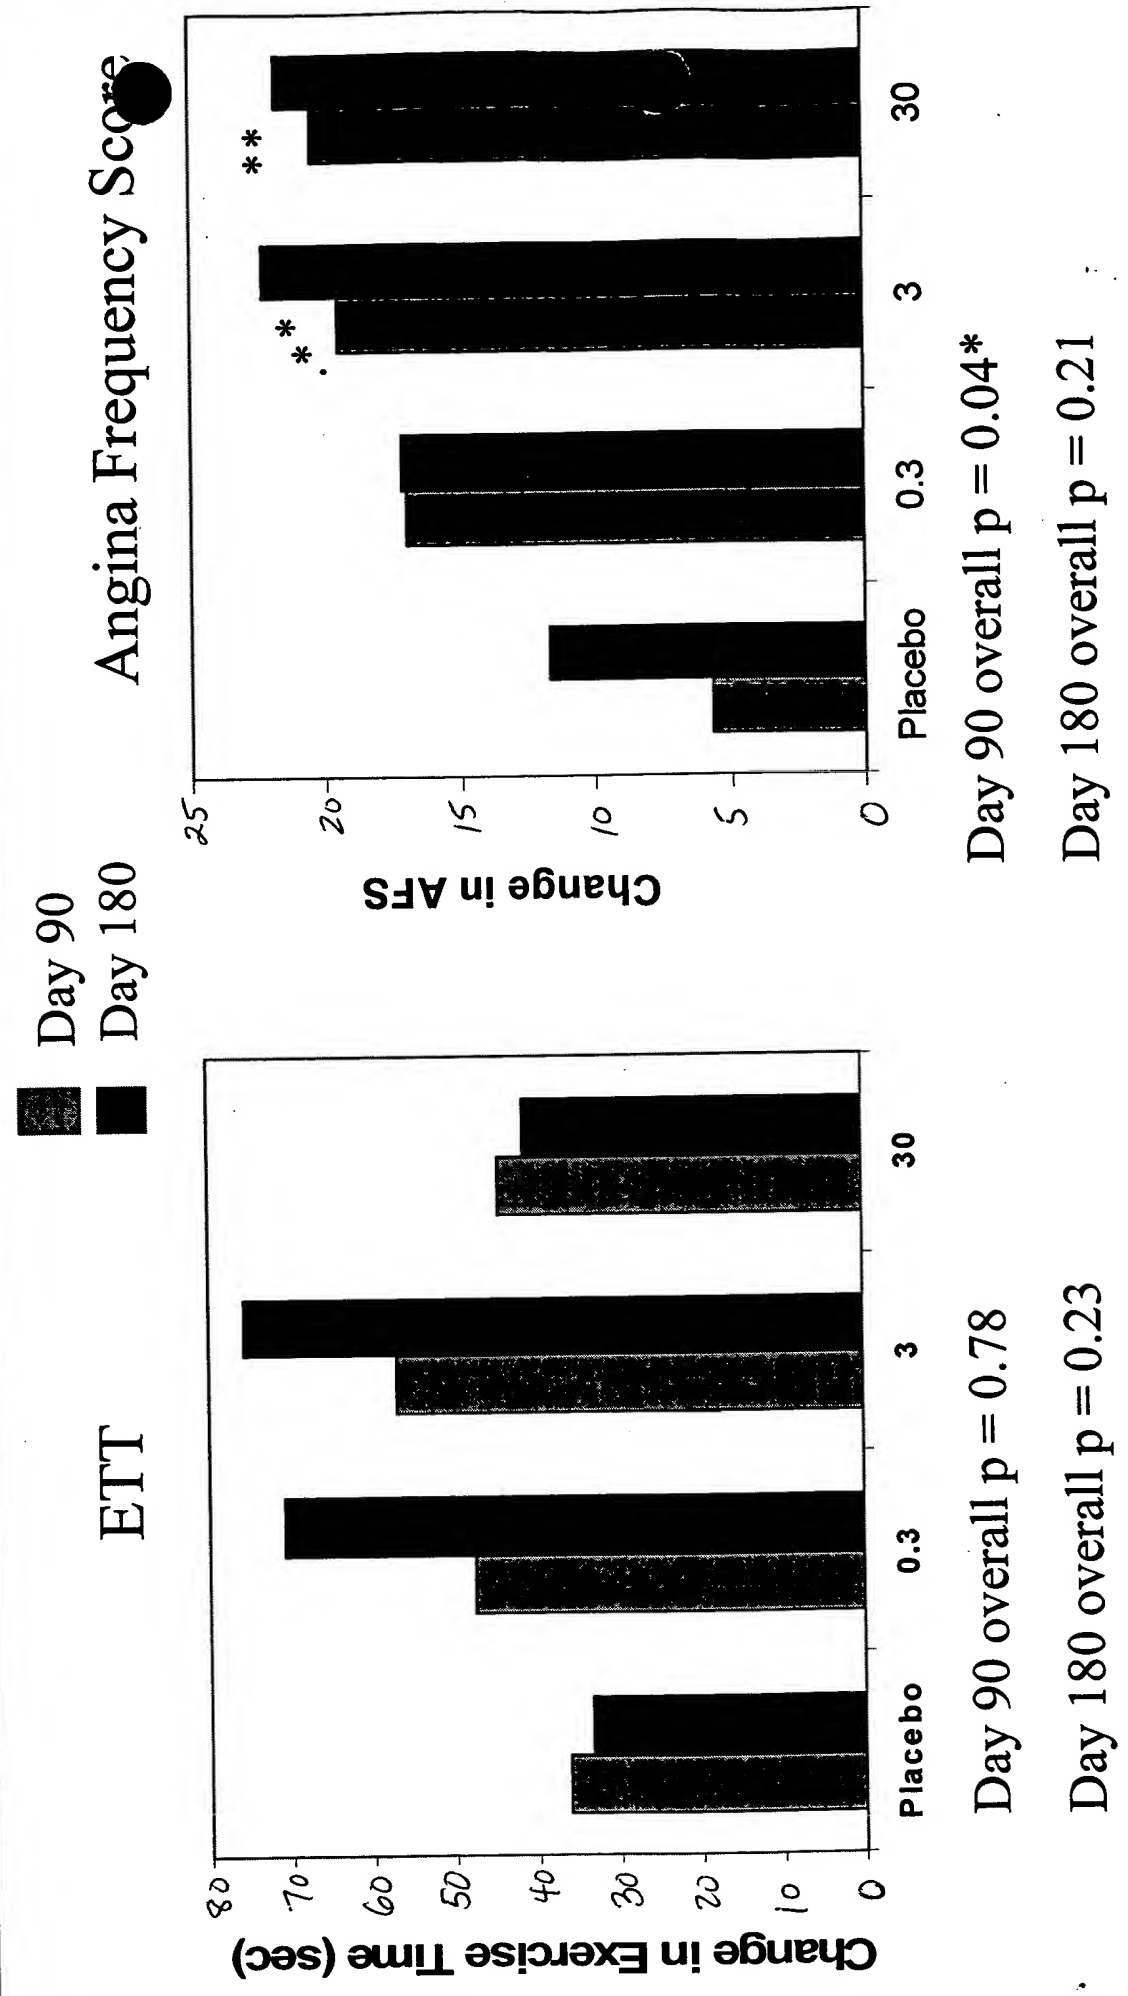 Day 90
Day 180
ETT
Change in Exercise Time (sec)
80
70
60
50
40
30
20
10
0
Placebo
0.3
3
30
Day 90 overall p = 0.78
Day 180 overall p = 0.23
Angina Frequency Score
Change in AFS
25
20
15
10
5
0
*
*
**
Placebo
0.3
3
30
Day 90 overall p = 0.04*
Day 180 overall p = 0.21